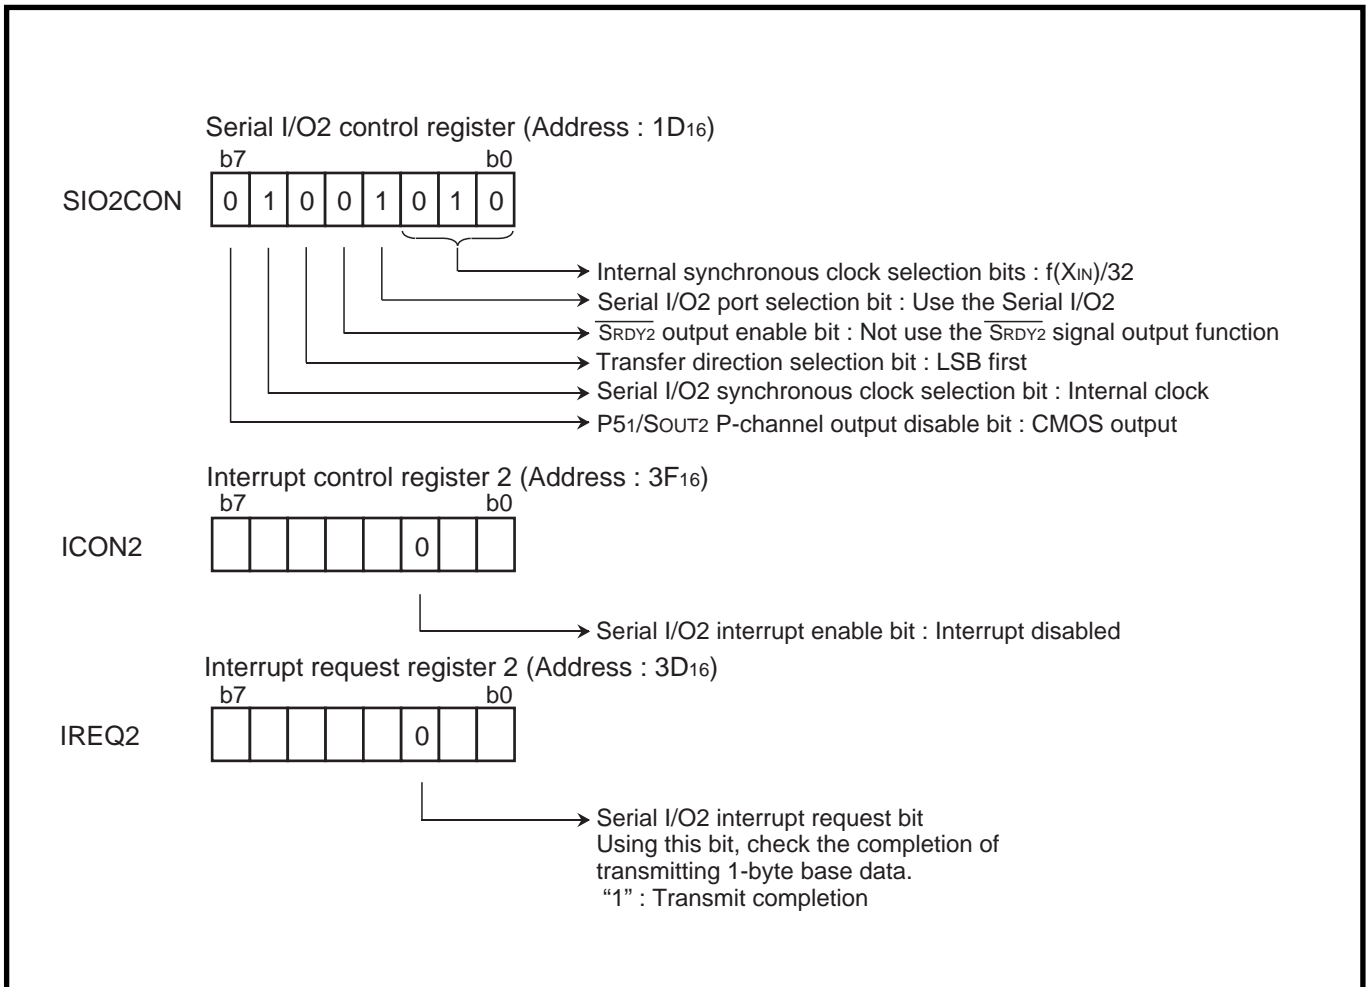 Serial I/O2 control register (Address : 1D16)
b7 b0
SIO2CON 0 1 0 0 1 0 1 0
Internal synchronous clock selection bits : f(XIN)/32
Serial I/O2 port selection bit : Use the Serial I/O2
SRDY2 output enable bit : Not use the SRDY2 signal output function
Transfer direction selection bit : LSB first
Serial I/O2 synchronous clock selection bit : Internal clock
P51/SOUT2 P-channel output disable bit : CMOS output
Interrupt control register 2 (Address : 3F16)
b7 b0
ICON2 0
Serial I/O2 interrupt enable bit : Interrupt disabled
Interrupt request register 2 (Address : 3D16)
b7 b0
IREQ2 0
Serial I/O2 interrupt request bit
Using this bit, check the completion of
transmitting 1-byte base data.
“1” : Transmit completion